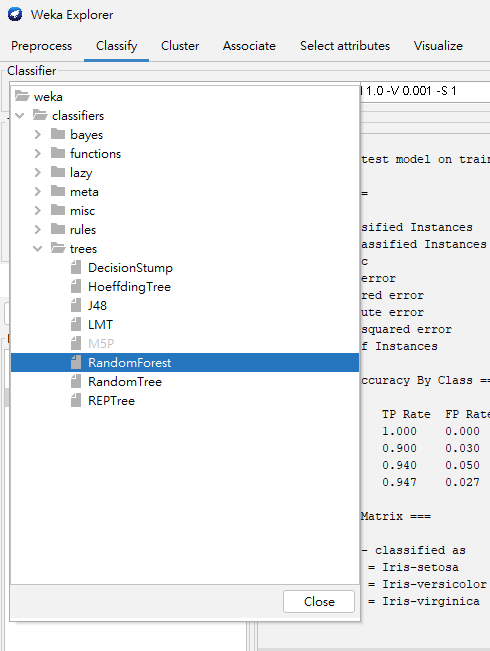 Weka Explorer
Preprocess Classify Cluster Associate Select attributes Visualize
Classifier
1.0 -V 0.001 -S 1
weka
classifiers
bayes
functions
lazy
meta
misc
rules
trees
DecisionStump
HoeffdingTree
J48
LMT
M5P
RandomForest
RandomTree
REPTree
Close
test model on train
=
sified Instances
assified Instances
c
error
red error
ute error
squared error
f Instances
ccuracy By Class ==
TP Rate FP Rate
1.000 0.000
0.900 0.030
0.940 0.050
0.947 0.027
Matrix ===
- classified as
= Iris-setosa
= Iris-versicolor
= Iris-virginica